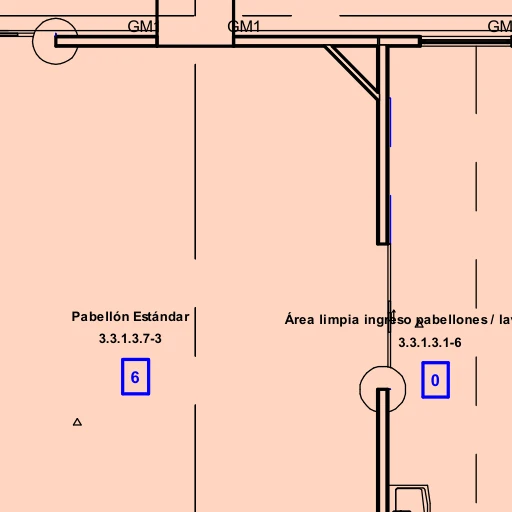 GM1
GM1
GM
Pabellón Estándar
3.3.1.3.7-3
6
Área limpia ingreso pabellones / lav
3.3.1.3.1-6
0